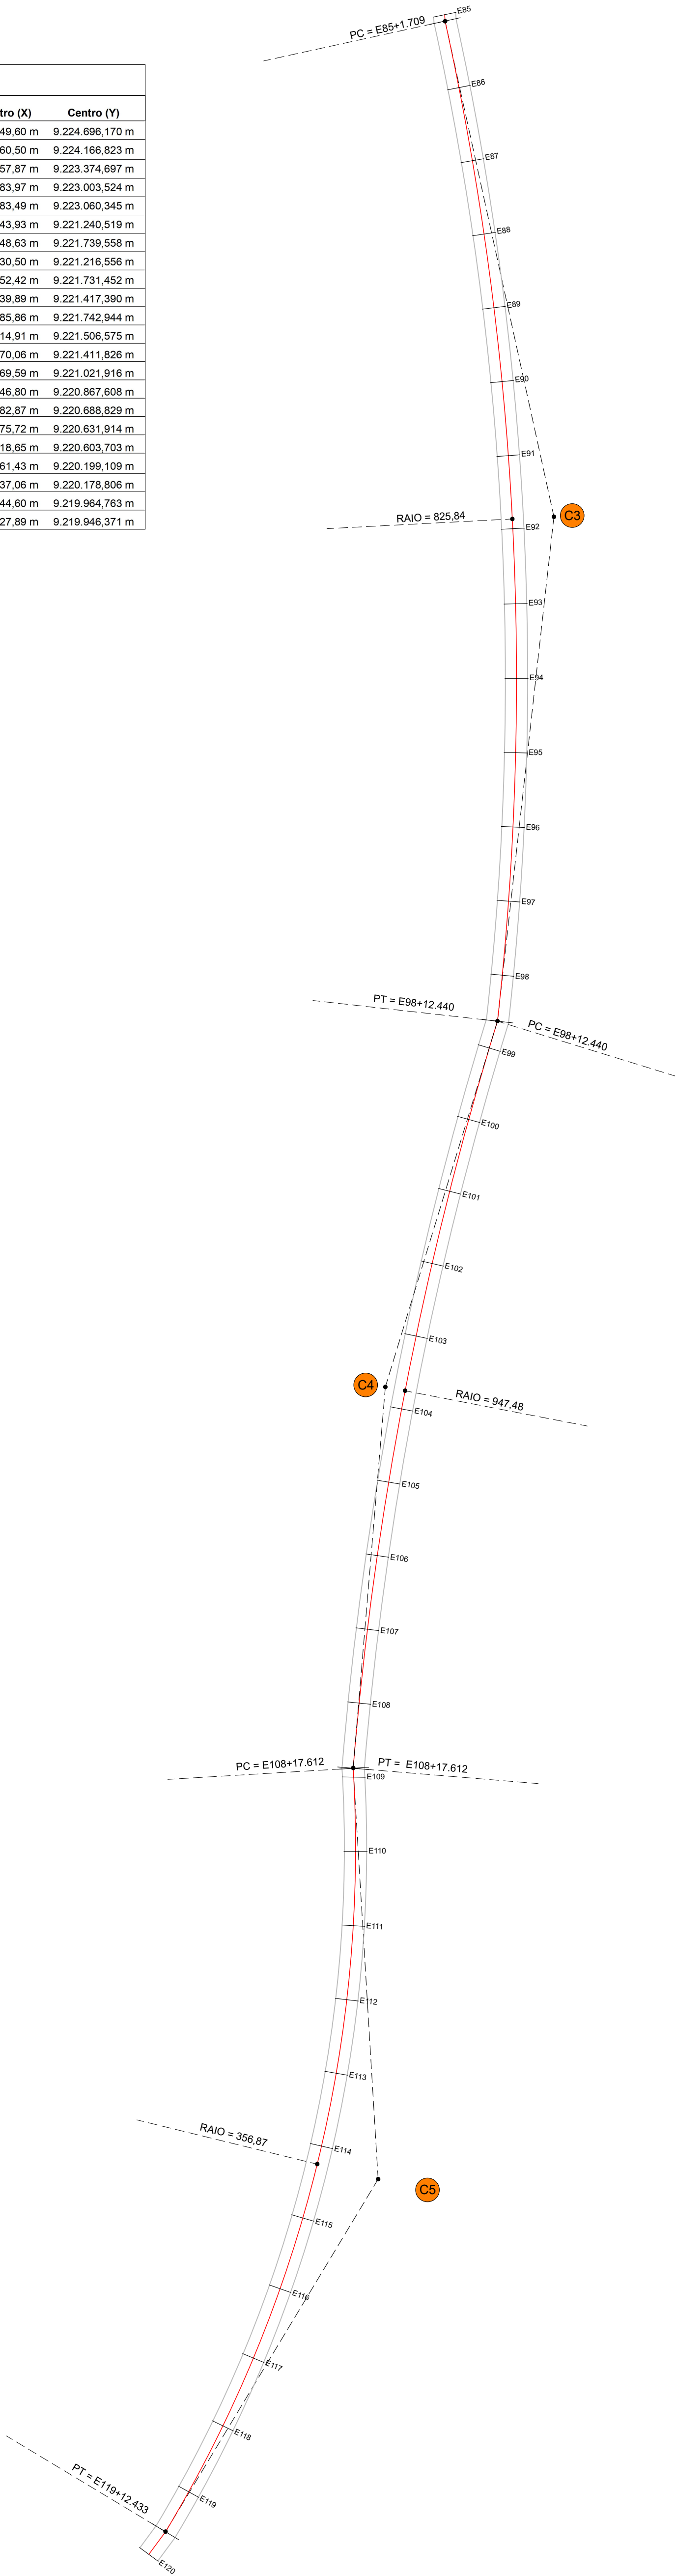 tro (X) Centro (Y)
49,60 m 9.224.696,170 m
60,50 m 9.224.166,823 m
57,87 m 9.223.374,697 m
83,97 m 9.223.003,524 m
83,49 m 9.223.060,345 m
43,93 m 9.221.240,519 m
48,63 m 9.221.739,558 m
30,50 m 9.221.216,556 m
52,42 m 9.221.731,452 m
39,89 m 9.221.417,390 m
85,86 m 9.221.742,944 m
14,91 m 9.221.506,575 m
70,06 m 9.221.411,826 m
69,59 m 9.221.021,916 m
46,80 m 9.220.867,608 m
82,87 m 9.220.688,829 m
75,72 m 9.220.631,914 m
18,65 m 9.220.603,703 m
61,43 m 9.220.199,109 m
37,06 m 9.220.178,806 m
44,60 m 9.219.964,763 m
27,89 m 9.219.946,371 m
PC = E85+1.709
E85
E86
E87
E88
E89
E90
E91
RAIO = 825,84
C3
E92
E93
E94
E95
E96
E97
E98
PT = E98+12.440
PC = E98+12.440
E99
E100
E101
E102
E103
C4
RAIO = 947,48
E104
E105
E106
E107
E108
PC = E108+17.612
PT = E108+17.612
E109
E110
E111
E112
E113
RAIO = 356,87
E114
C5
E115
E116
E117
E118
PT = E119+12.433
E119
E120